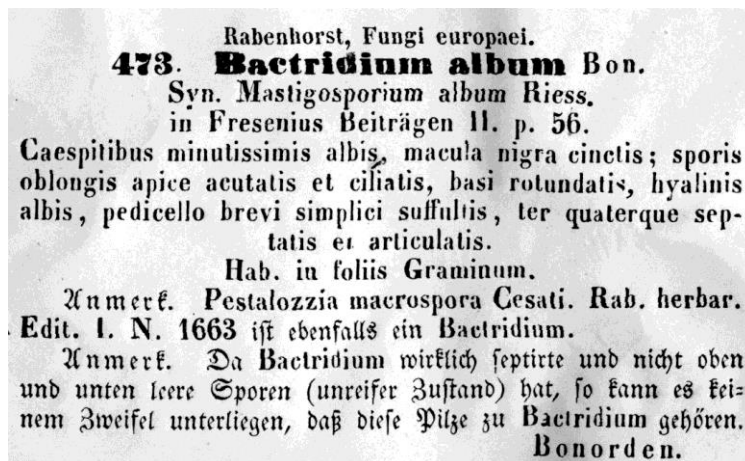 Rabenhorst, Fungi europaei.
473. Bactridium album Bon.
Syn. Mastigosporium album Riess.
in Fresenius Beiträgen II. p. 56.
Caespitibus minutissimis albis, macula nigra cinctis; sporis
oblongis apice acutatis et ciliatis, basi rotundatis, hyalinis
albis, pedicello brevi simplici suffultis, ter quaterque sep-
tatis et articulatis.
Hab. in foliis Graminum.
Anmerk. Pestalozzia macrospora Cesati. Rab. herbar.
Edit. I. N. 1663 ist ebenfalls ein Bactridium.
Anmerk. Da Bactridium wirklich septirte und nicht oben
und unten leere Sporen (unreifer Zustand) hat, so kann es kei-
nem Zweifel unterliegen, daß diese Pilze zu Bactridium gehören.
Bonorden.